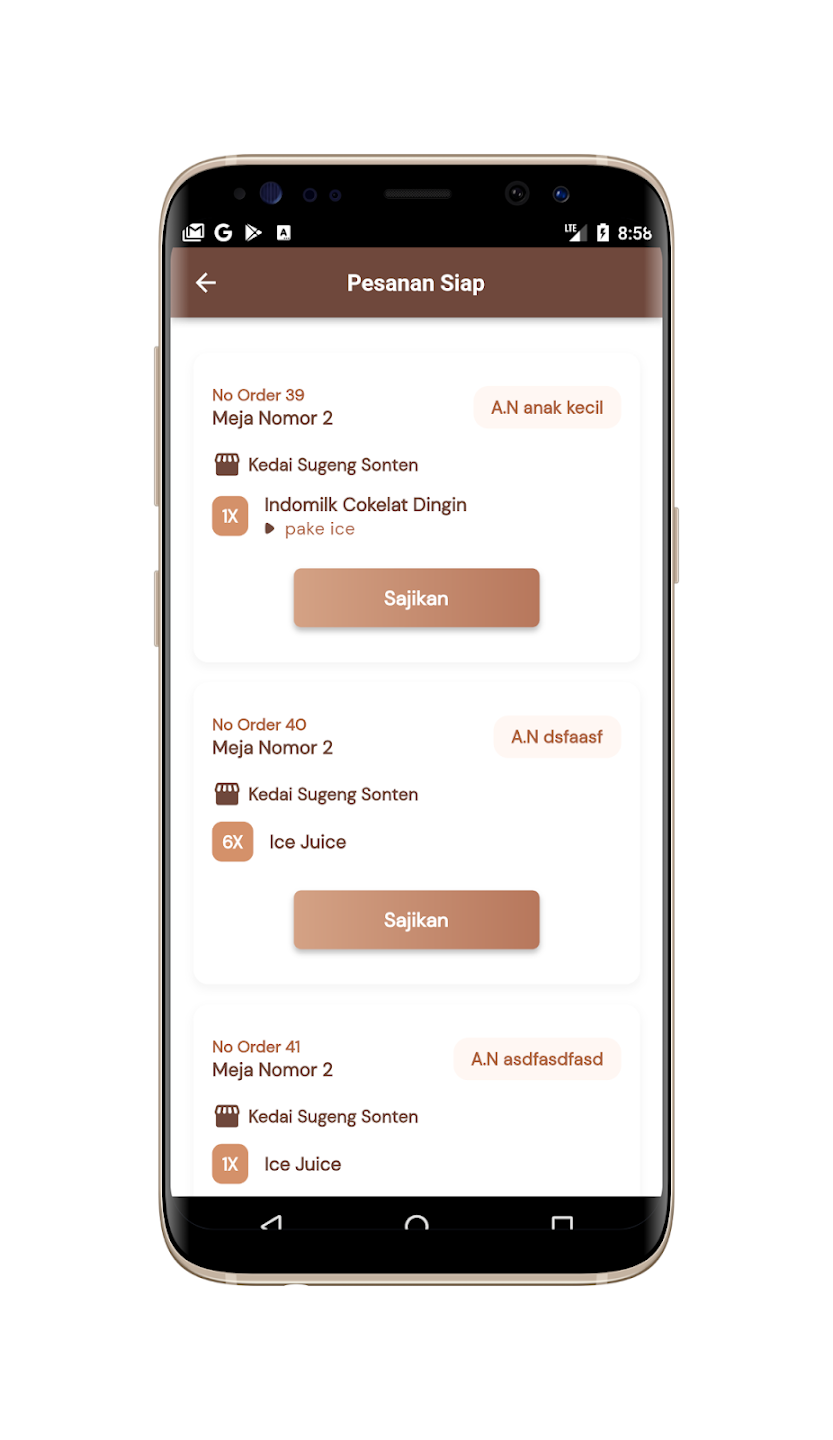 LTE 8:58
Pesanan Siap
No Order 39
Meja Nomor 2
A.N anak kecil
Kedai Sugeng Sonten
1X
Indomilk Cokelat Dingin
pake ice
Sajikan
No Order 40
Meja Nomor 2
A.N dsfaasf
Kedai Sugeng Sonten
6X Ice Juice
Sajikan
No Order 41
Meja Nomor 2
A.N asdfasdfasd
Kedai Sugeng Sonten
1X Ice Juice